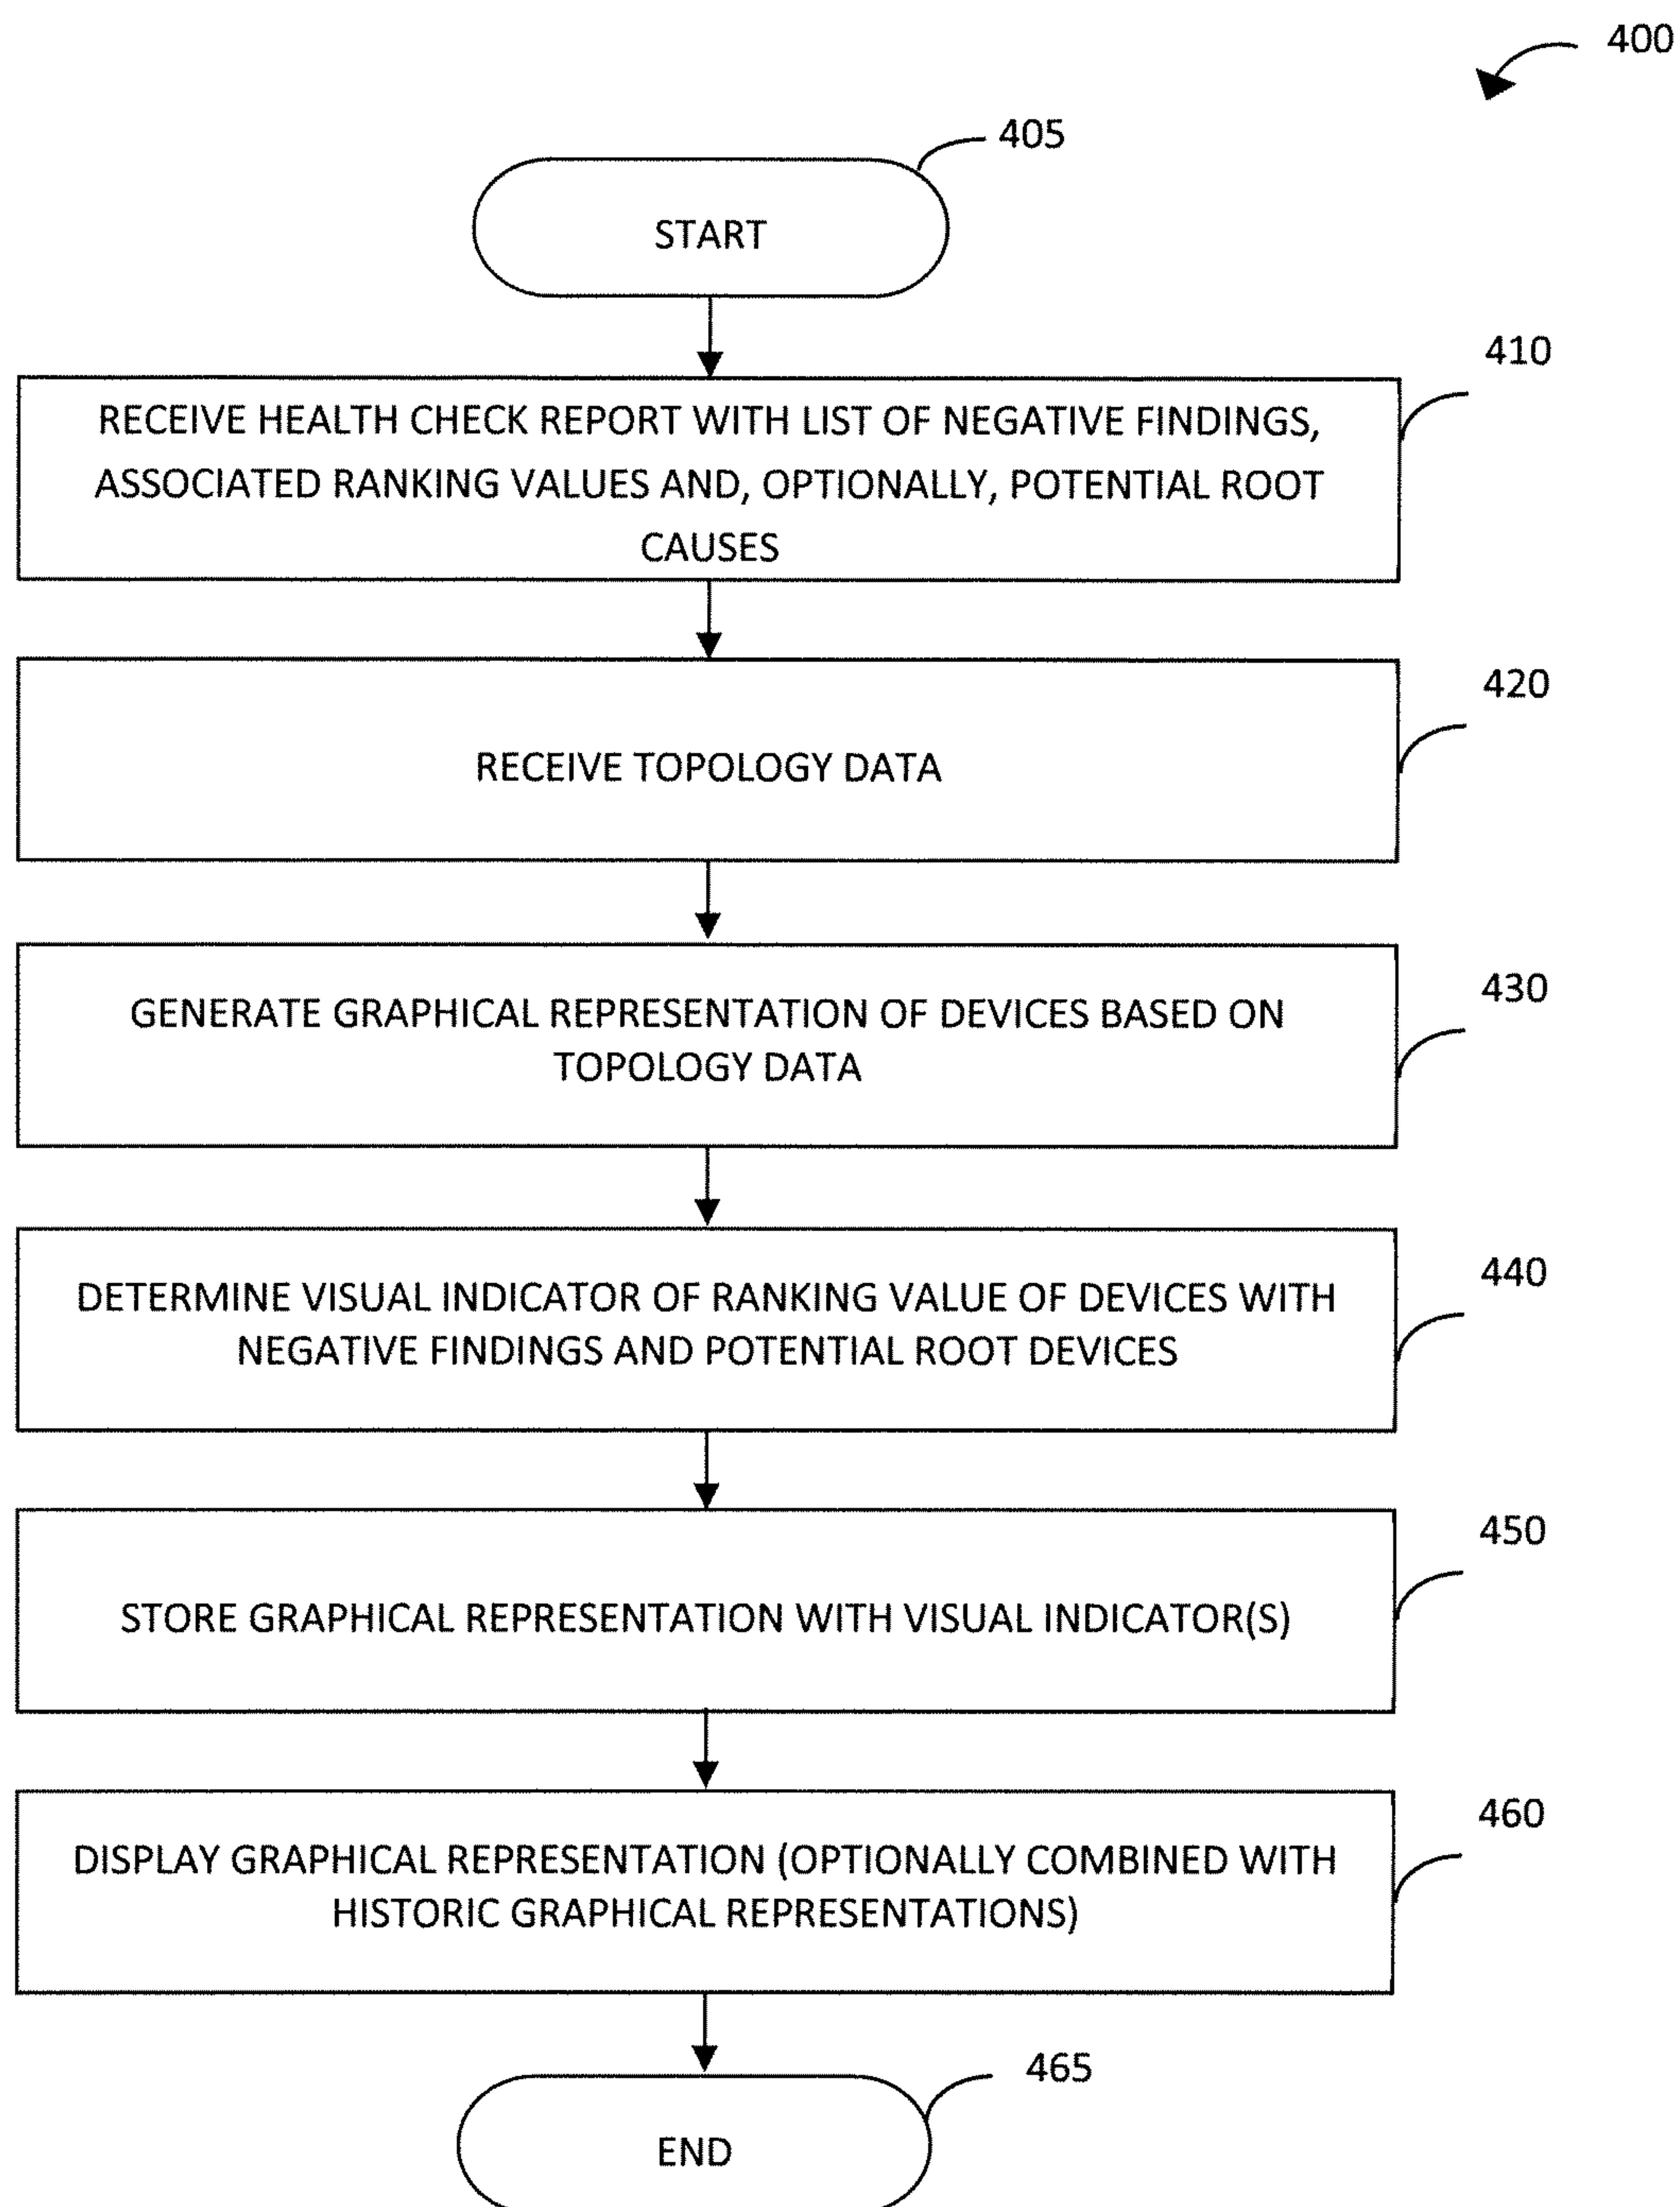 400
405
START
410
RECEIVE HEALTH CHECK REPORT WITH LIST OF NEGATIVE FINDINGS,
ASSOCIATED RANKING VALUES AND, OPTIONALLY, POTENTIAL ROOT
CAUSES
420
RECEIVE TOPOLOGY DATA
430
GENERATE GRAPHICAL REPRESENTATION OF DEVICES BASED ON
TOPOLOGY DATA
440
DETERMINE VISUAL INDICATOR OF RANKING VALUE OF DEVICES WITH
NEGATIVE FINDINGS AND POTENTIAL ROOT DEVICES
450
STORE GRAPHICAL REPRESENTATION WITH VISUAL INDICATOR(S)
460
DISPLAY GRAPHICAL REPRESENTATION (OPTIONALLY COMBINED WITH
HISTORIC GRAPHICAL REPRESENTATIONS)
465
END